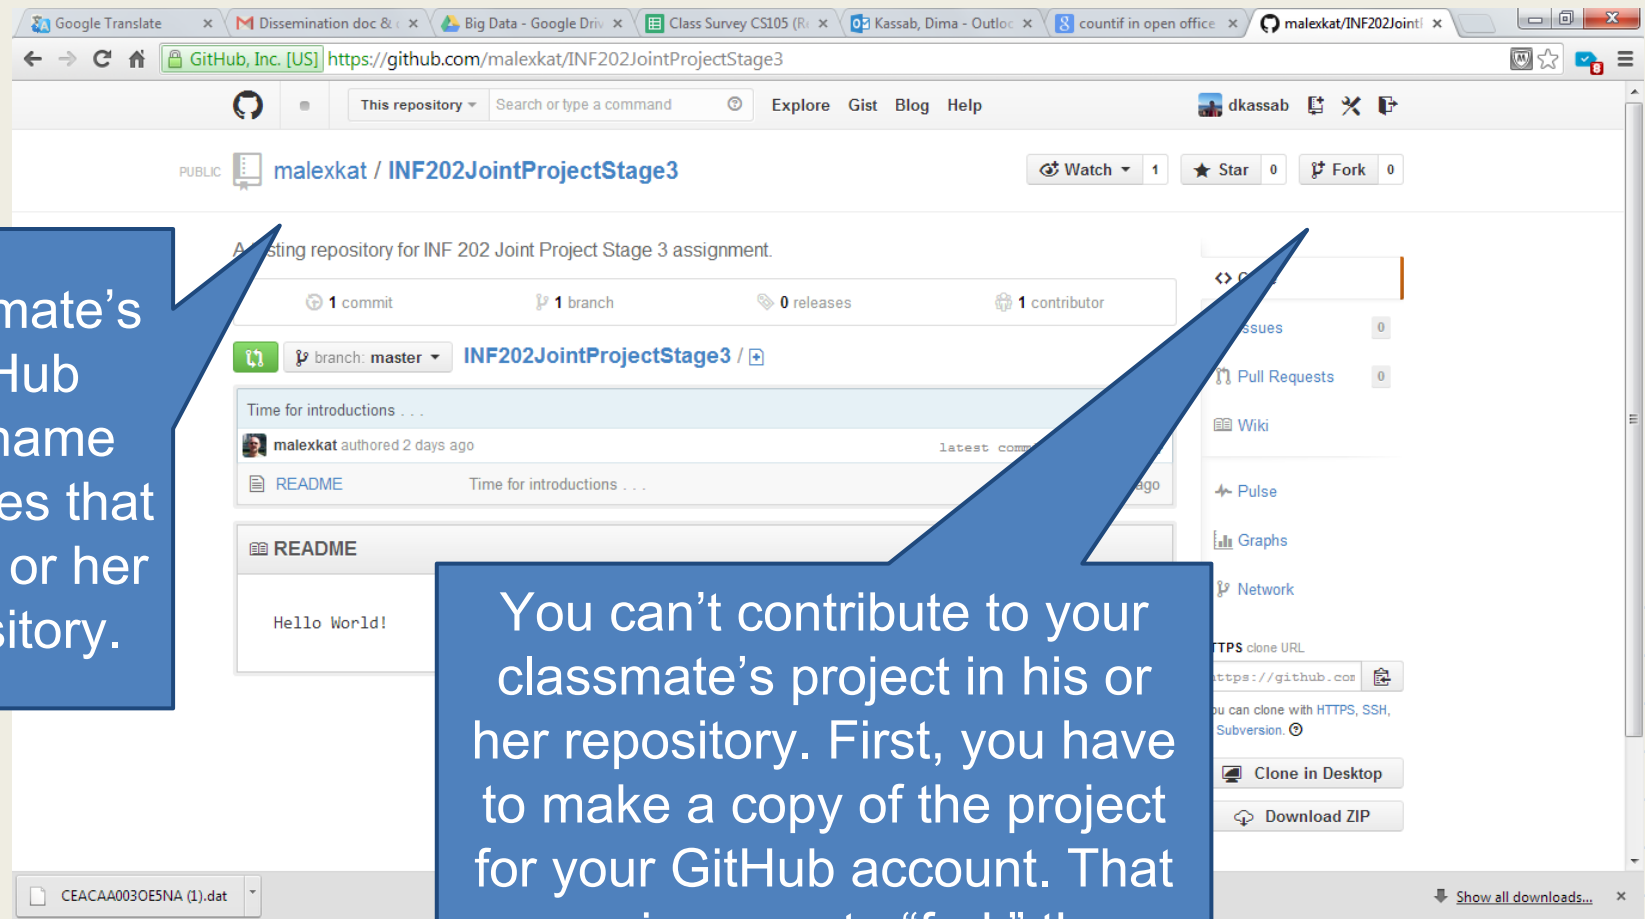 Google Translate
Dissemination doc &
Big Data - Google Driv
Class Survey CS105 (R
Kassab, Dima - Outloc
countif in open office
malexkat/INF202JointI
GitHub, Inc. [US] https://github.com/malexkat/INF202JointProjectStage3
8
This repository
Search or type a command
Explore Gist Blog Help
dkassab
PUBLIC
malexkat / INF202JointProjectStage3
Watch 1
Star 0
Fork 0
sting repository for INF 202 Joint Project Stage 3 assignment.
1 commit
1 branch
0 releases
1 contributor
branch: master
INF202JointProjectStage3 /
Time for introductions . . .
malexkat authored 2 days ago
latest com
README
Time for introductions . . .
ago
README
Hello World!
ssues 0
Pull Requests 0
Wiki
Pulse
Graphs
Network
TTPS clone URL
ttps://github.com
ou can clone with HTTPS, SSH,
Subversion.
Clone in Desktop
Download ZIP
mate’s
Hub
name
es that
or her
sitory.
You can’t contribute to your
classmate’s project in his or
her repository. First, you have
to make a copy of the project
for your GitHub account. That
CEACAA003OE5NA (1).dat
Show all downloads...